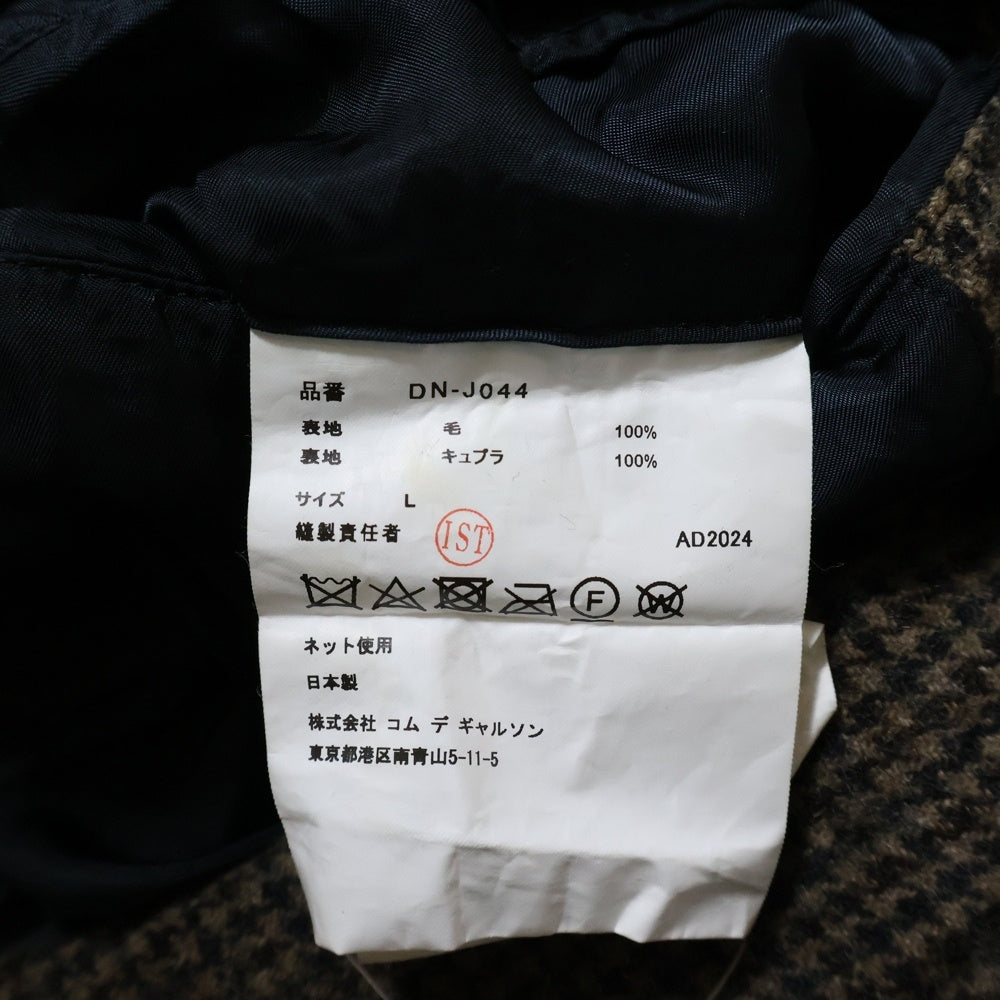 品番 DN-J044
表地 毛 100%
裏地 キュプラ 100%
サイズ L
縫製責任者 IST AD2024
F W
ネット使用
日本製
株式会社 コム デ ギャルソン
東京都港区南青山5-11-5